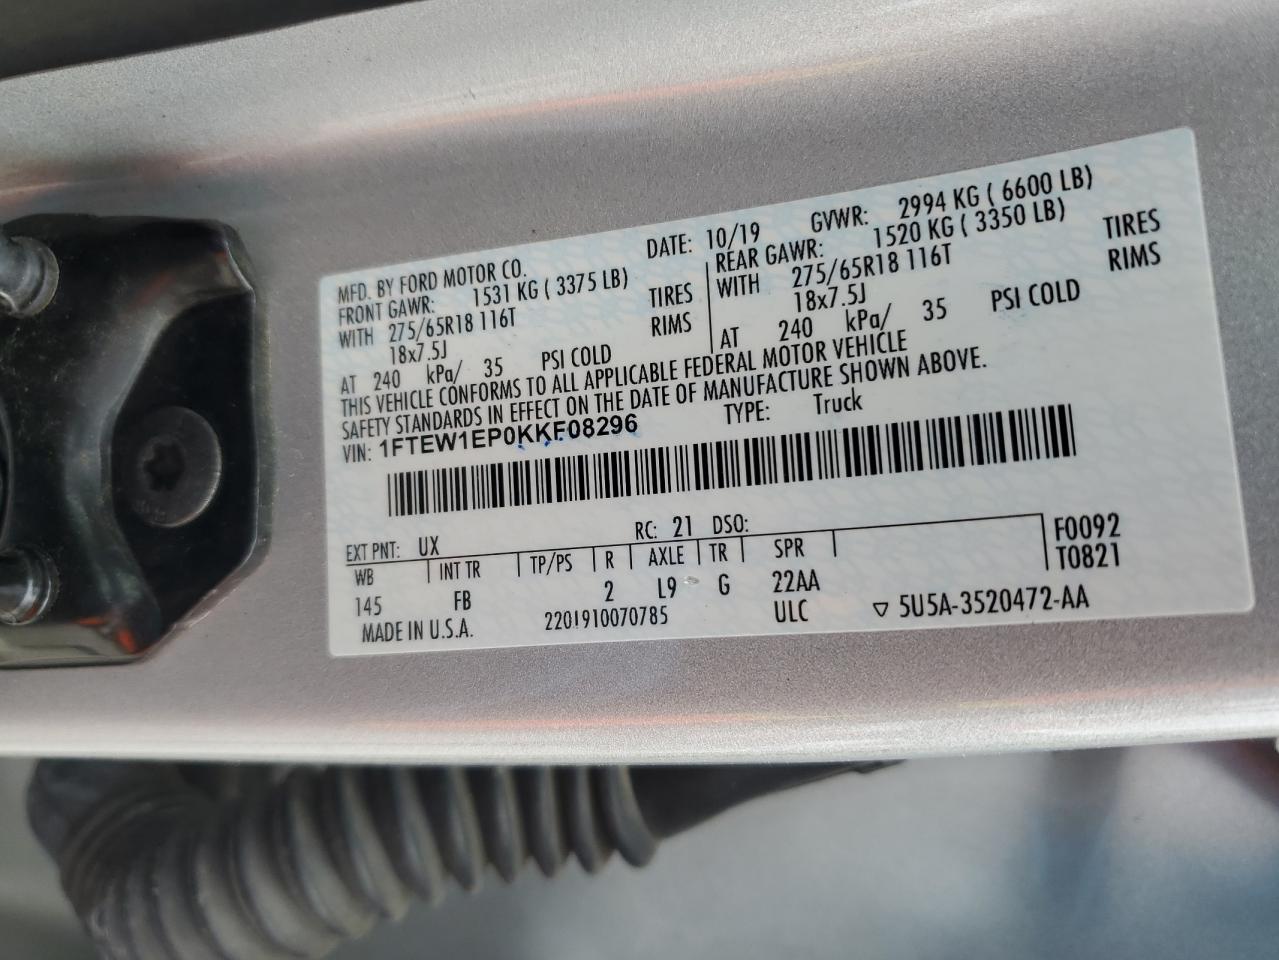 MFD. BY FORD MOTOR CO.
DATE: 10/19 GVWR: 2994 KG ( 6600 LB)
FRONT GAWR: 1531 KG ( 3375 LB)
WITH 275/65R18 116T TIRES
18x7.5J RIMS
AT 240 kPa/ 35 PSI COLD
REAR GAWR: 1520 KG ( 3350 LB)
WITH 275/65R18 116T TIRES
18x7.5J RIMS
AT 240 kPa/ 35 PSI COLD
THIS VEHICLE CONFORMS TO ALL APPLICABLE FEDERAL MOTOR VEHICLE
SAFETY STANDARDS IN EFFECT ON THE DATE OF MANUFACTURE SHOWN ABOVE.
VIN: 1FTEW1EP0KKF08296 TYPE: Truck
EXT PNT: UX RC: 21 DSO: F0092
WB INT TR TP/PS R AXLE TR SPR T0821
145 FB 2 L9 G 22AA
MADE IN U.S.A. 2201910070785 ULC ▽ 5U5A-3520472-AA